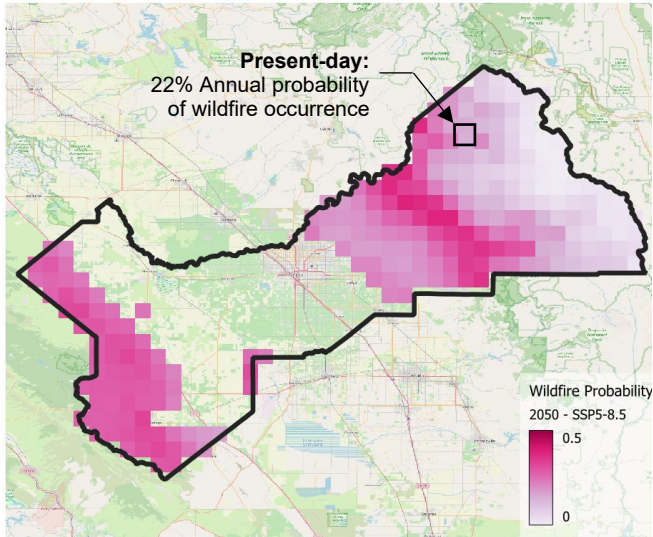 Present-day:
22% Annual probability
of wildfire occurrence
Wildfire Probability
2050 - SSP5-8.5
0.5
0